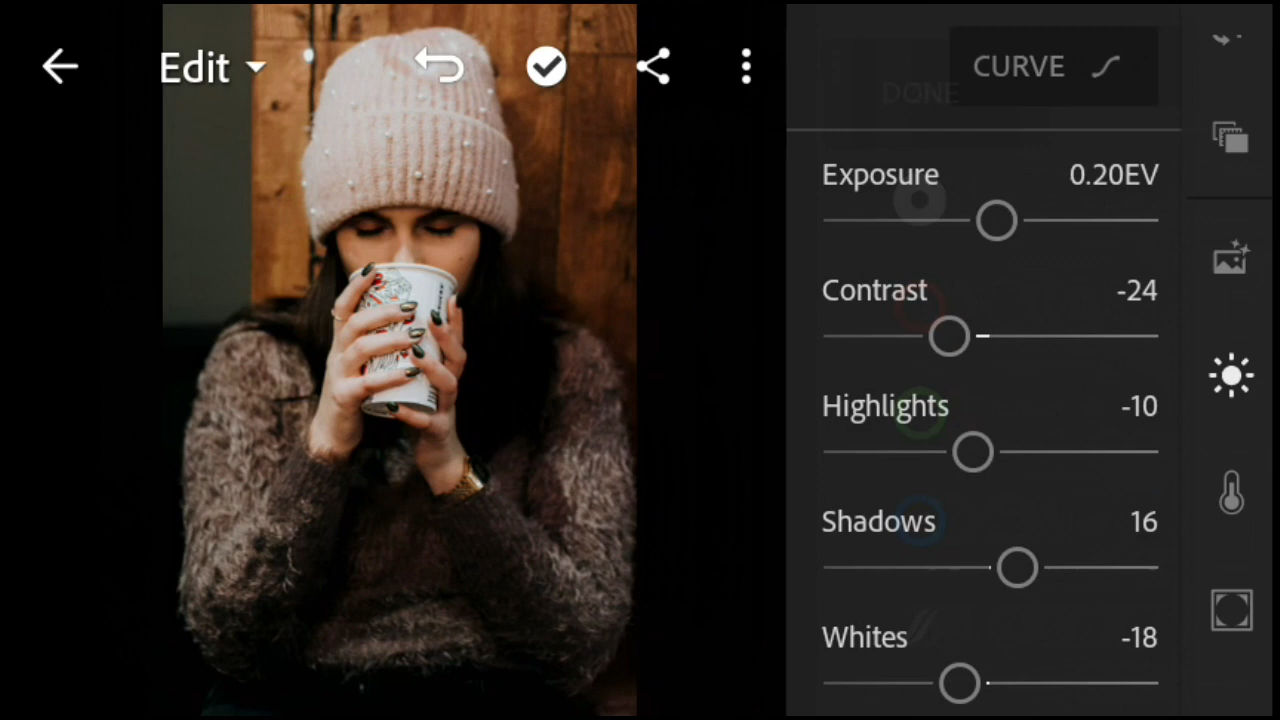 Edit
CURVE
DONE
Exposure 0.20EV
Contrast -24
Highlights -10
Shadows 16
Whites -18